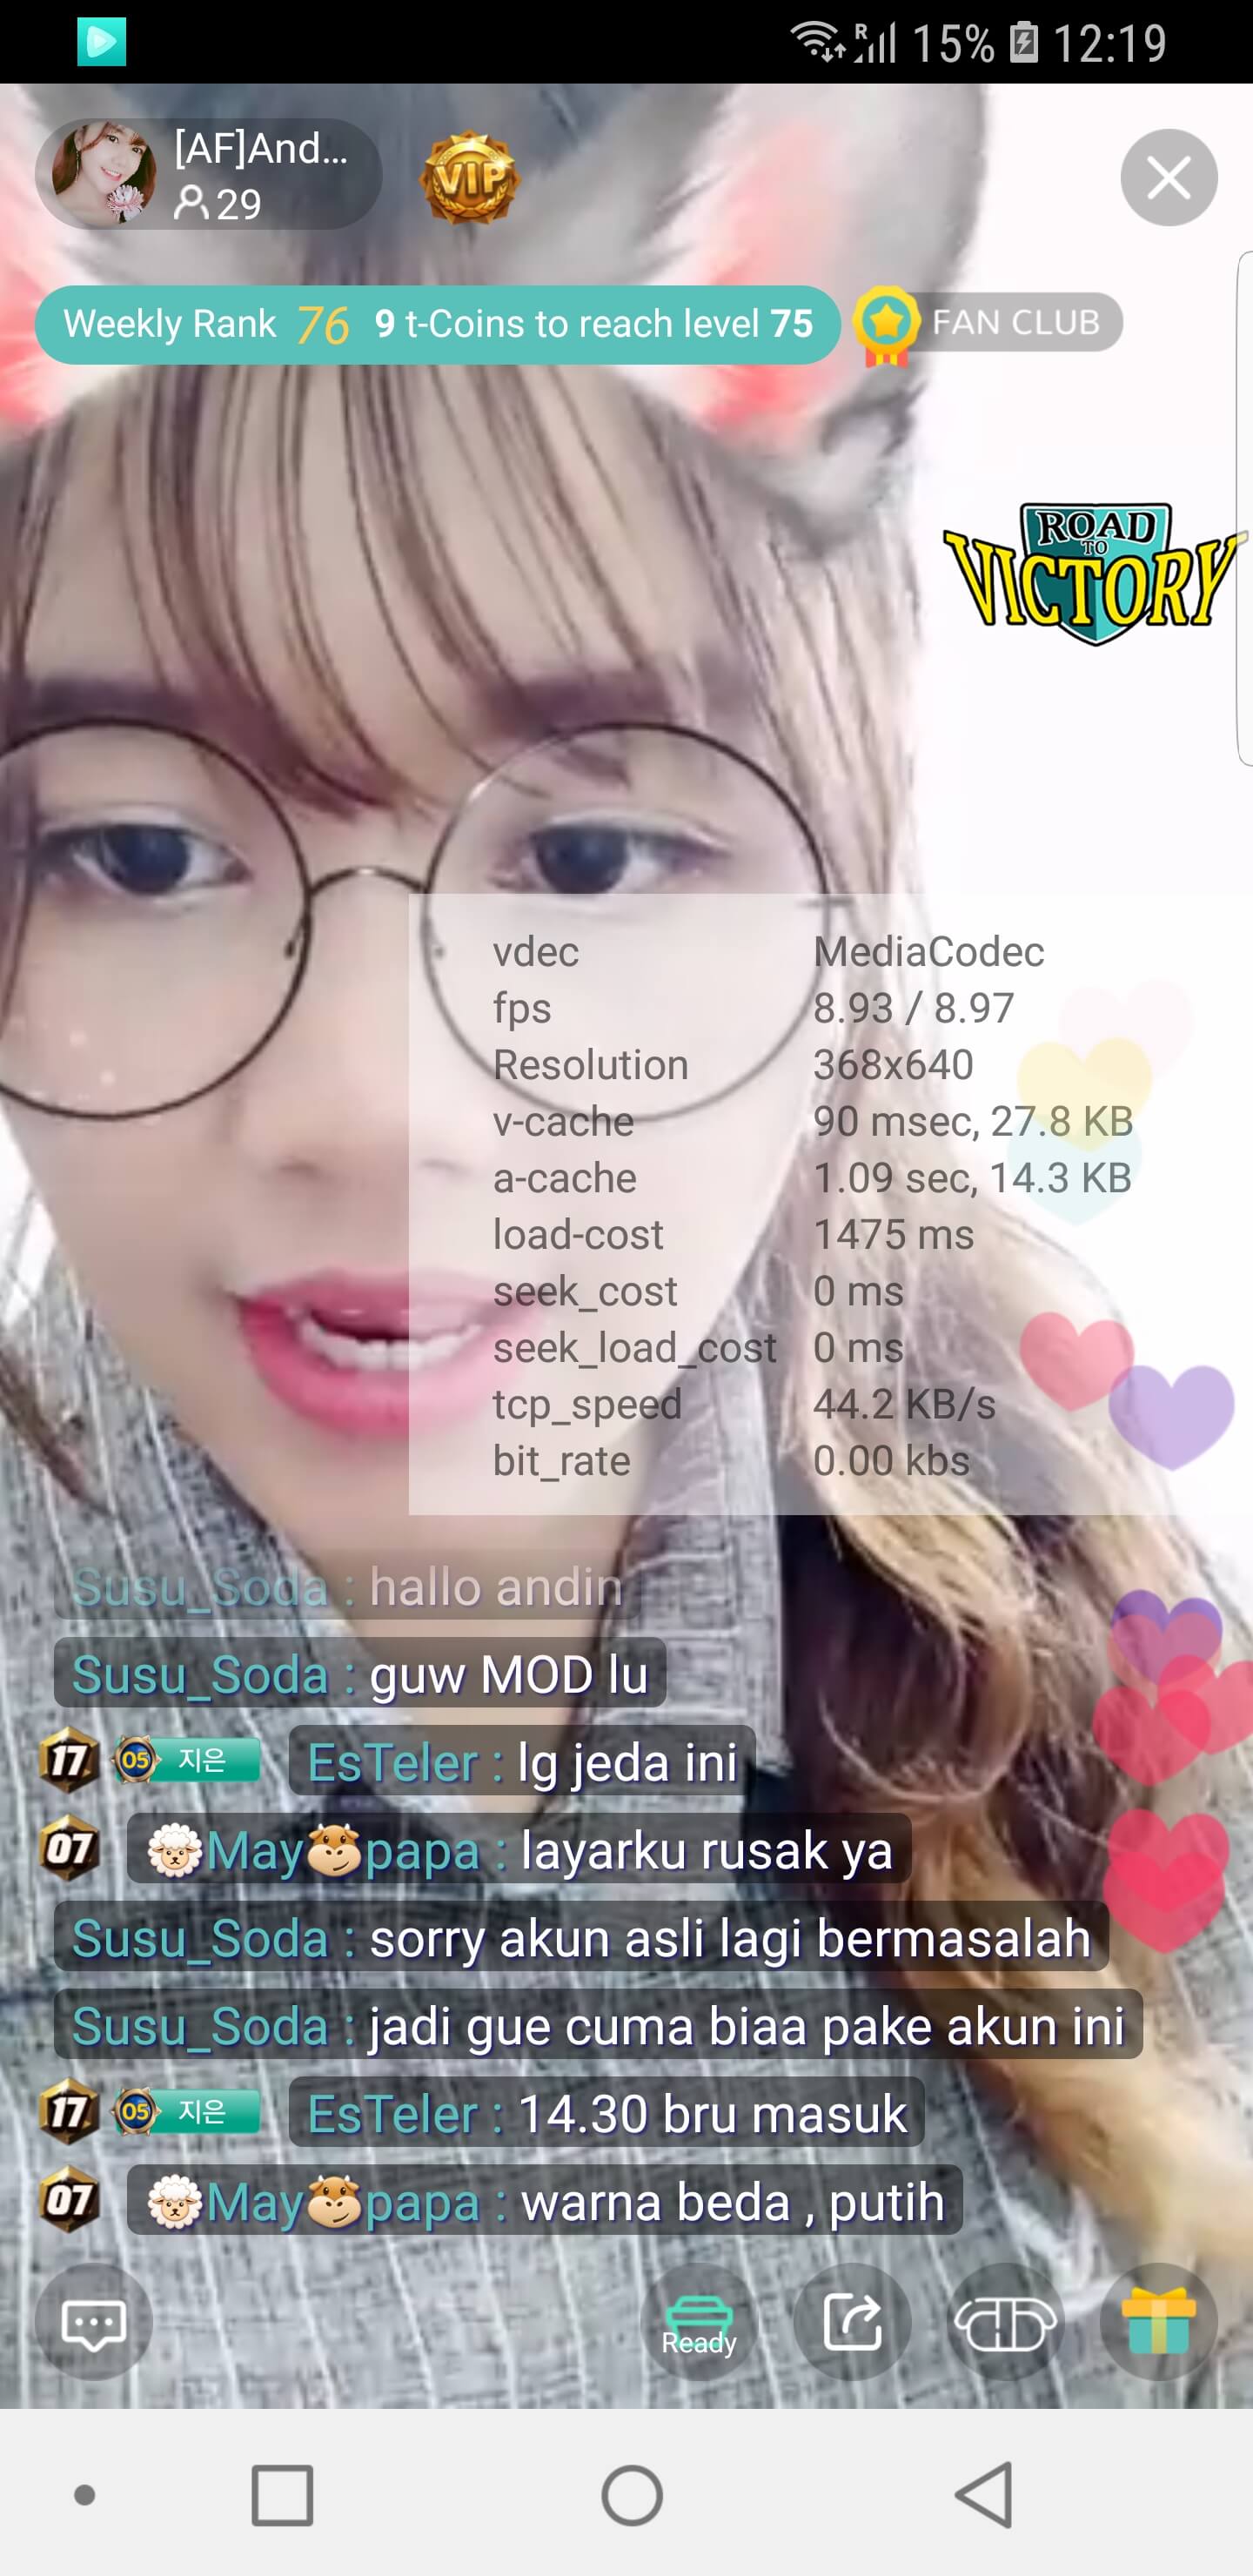 15% 12:19
[AF]And...
29
VIP
Weekly Rank 76 9 t-Coins to reach level 75
FAN CLUB
ROAD
TO
VICTORY
vdec MediaCodec
fps 8.93 / 8.97
Resolution 368x640
v-cache 90 msec, 27.8 KB
a-cache 1.09 sec, 14.3 KB
load-cost 1475 ms
seek_cost 0 ms
seek_load_cost 0 ms
tcp_speed 44.2 KB/s
bit_rate 0.00 kbs
Susu_Soda : hallo andin
Susu_Soda : guw MOD lu
17 05 지은 EsTeler : lg jeda ini
07 🐑May🐮papa : layarku rusak ya
Susu_Soda : sorry akun asli lagi bermasalah
Susu_Soda : jadi gue cuma biaa pake akun ini
17 05 지은 EsTeler : 14.30 bru masuk
07 🐑May🐮papa : warna beda , putih
Ready